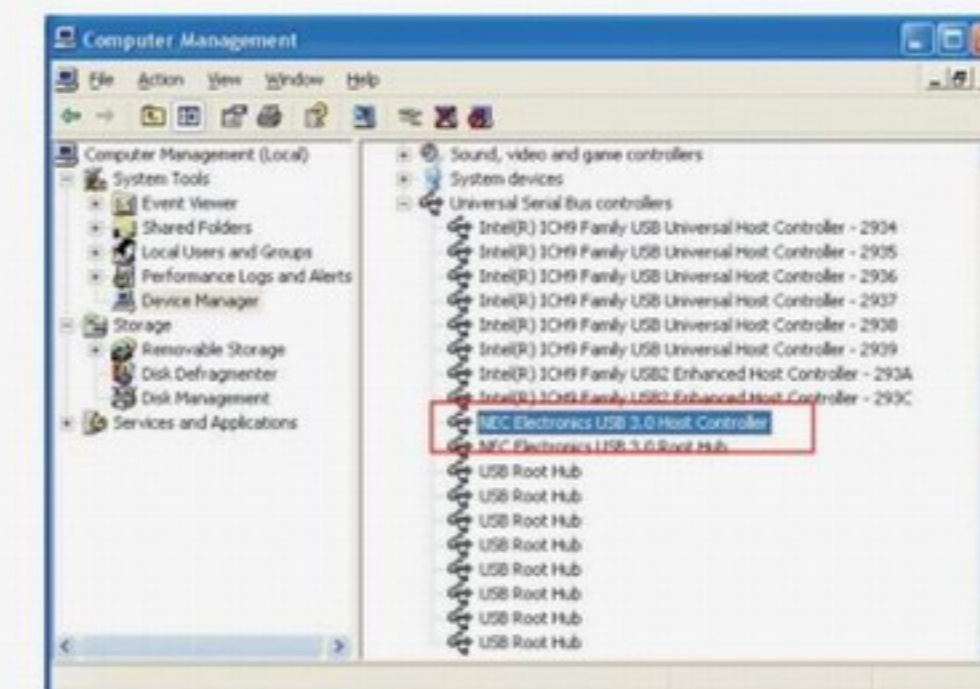 Computer Management
File Action View Window Help
Computer Management (Local)
System Tools
Event Viewer
Shared Folders
Local Users and Groups
Performance Logs and Alerts
Device Manager
Storage
Removable Storage
Disk Defragmenter
Disk Management
Services and Applications
Sound, video and game controllers
System devices
Universal Serial Bus controllers
Intel(R) ICH9 Family USB Universal Host Controller - 2934
Intel(R) ICH9 Family USB Universal Host Controller - 2935
Intel(R) ICH9 Family USB Universal Host Controller - 2936
Intel(R) ICH9 Family USB Universal Host Controller - 2937
Intel(R) ICH9 Family USB Universal Host Controller - 2938
Intel(R) ICH9 Family USB Universal Host Controller - 2939
Intel(R) ICH9 Family USB2 Enhanced Host Controller - 293A
Intel(R) ICH9 Family USB2 Enhanced Host Controller - 293C
NEC Electronics USB 3.0 Host Controller
NEC Electronics USB 3.0 Root Hub
USB Root Hub
USB Root Hub
USB Root Hub
USB Root Hub
USB Root Hub
USB Root Hub
USB Root Hub
USB Root Hub